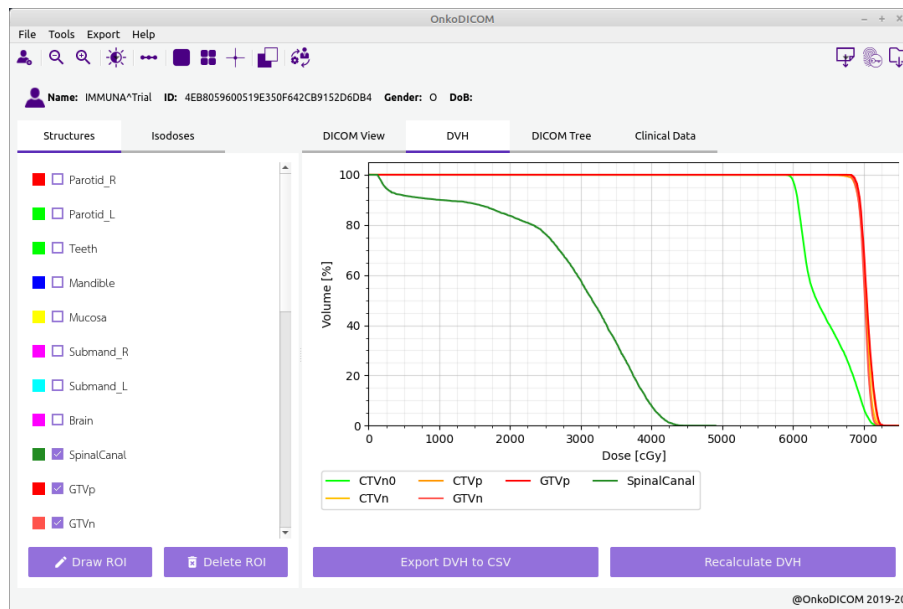 OnkoDICOM
File Tools Export Help
Name: IMMUNA^Trial ID: 4EB8059600519E350F642CB9152D6DB4 Gender: O DoB:
Structures Isodoses
DICOM View DVH DICOM Tree Clinical Data
Parotid_R
Parotid_L
Teeth
Mandible
Mucosa
Submand_R
Submand_L
Brain
SpinalCanal
GTVp
GTVn
Draw ROI Delete ROI
Volume [%]
100
80
60
40
20
0
0 1000 2000 3000 4000 5000 6000 7000
Dose [cGy]
CTVn0 CTVp GTVp SpinalCanal
CTVn GTVn
Export DVH to CSV Recalculate DVH
@OnkoDICOM 2019-20